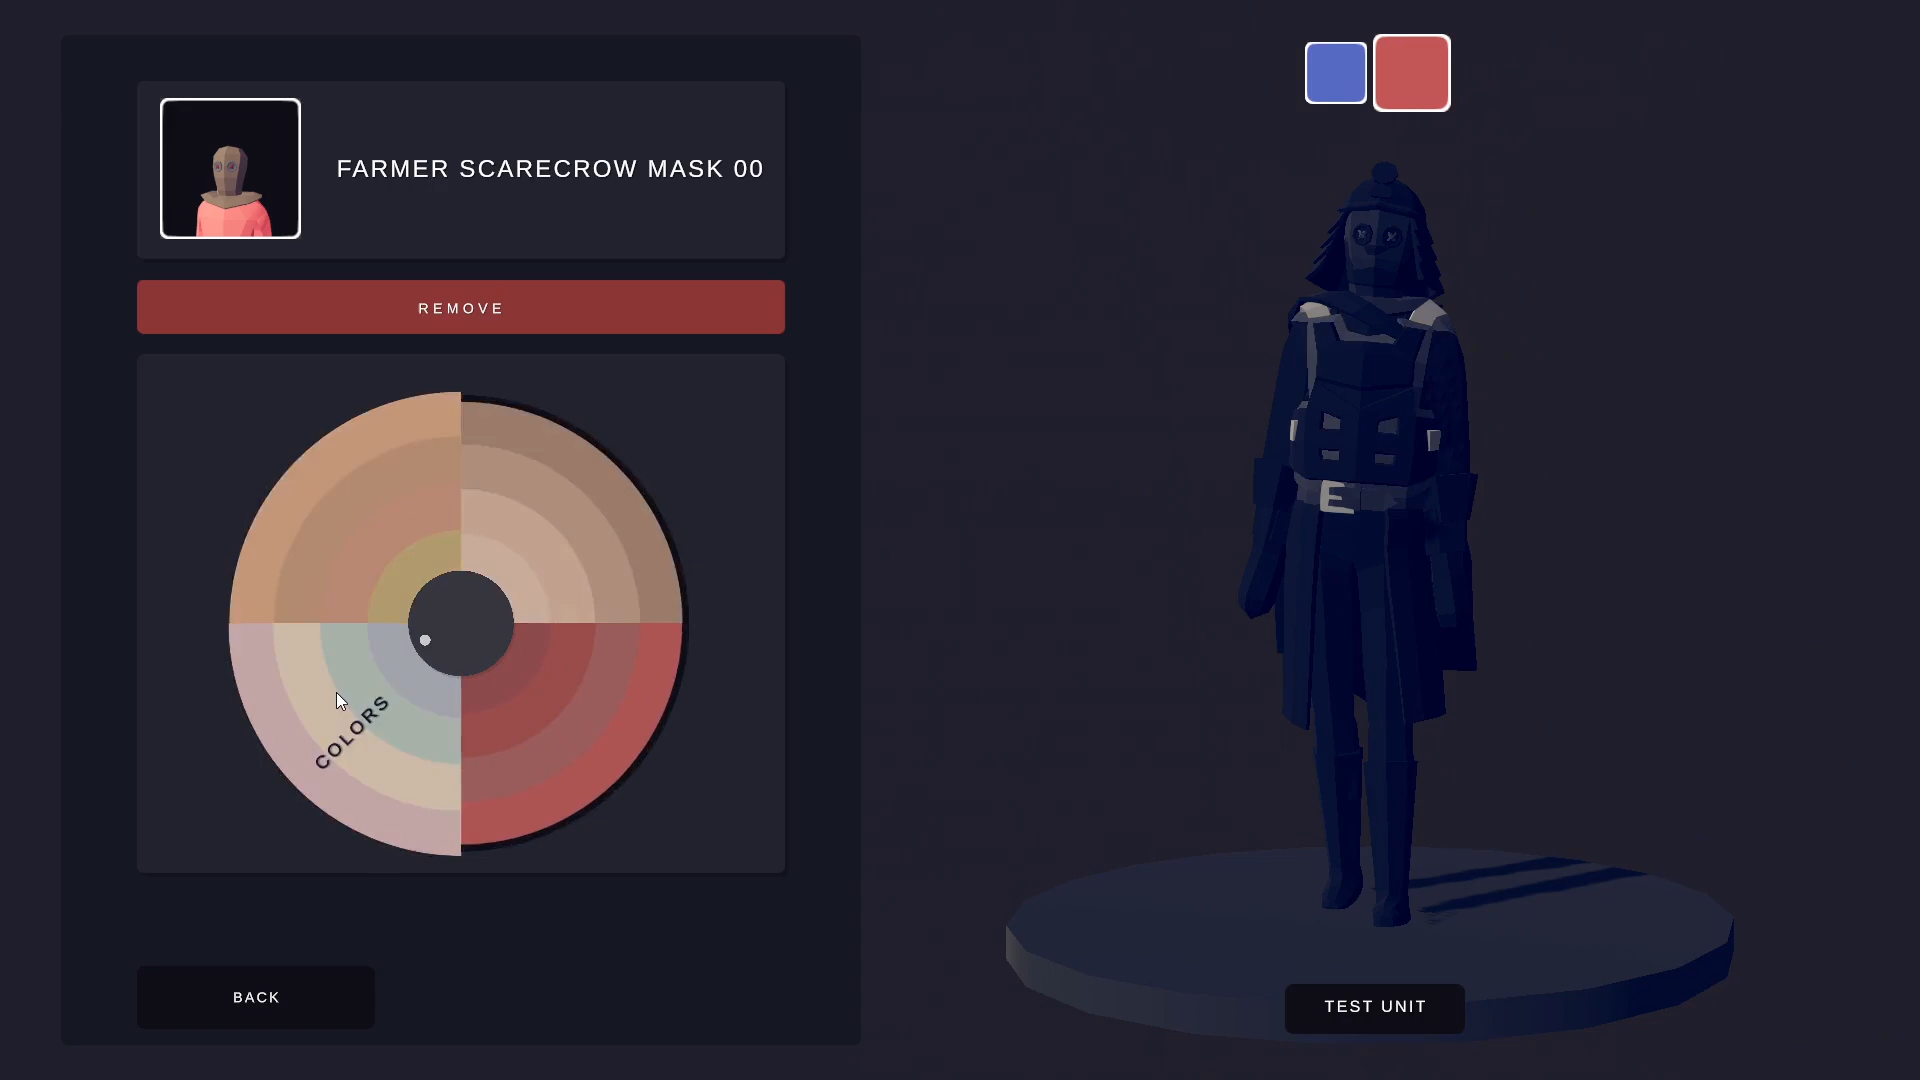 FARMER SCARECROW MASK 00
REMOVE
COLORS
BACK
TEST UNIT